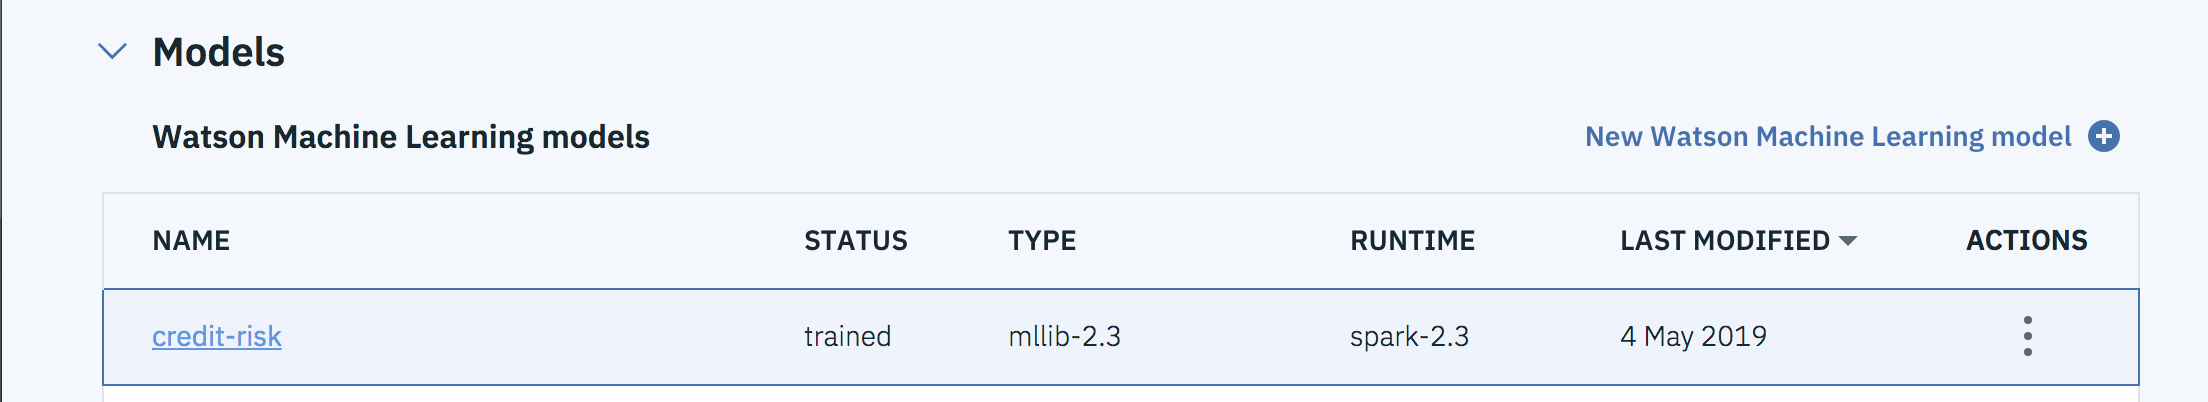 Models
Watson Machine Learning models
New Watson Machine Learning model
NAME STATUS TYPE RUNTIME LAST MODIFIED ACTIONS
credit-risk trained mllib-2.3 spark-2.3 4 May 2019